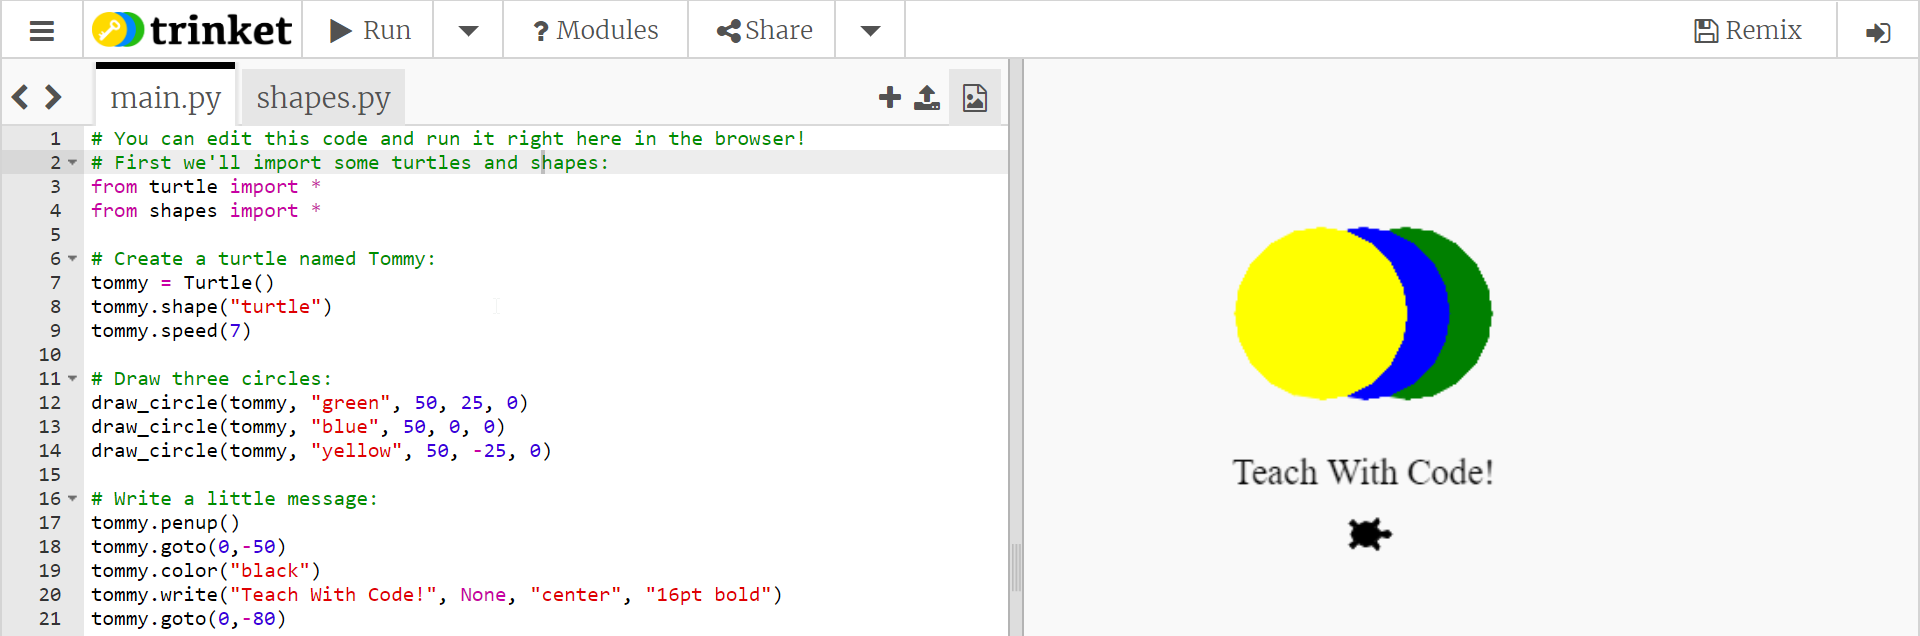 trinket Run ? Modules Share Remix
main.py shapes.py
1 # You can edit this code and run it right here in the browser!
2 # First we'll import some turtles and shapes:
3 from turtle import *
4 from shapes import *
5
6 # Create a turtle named Tommy:
7 tommy = Turtle()
8 tommy.shape("turtle")
9 tommy.speed(7)
10
11 # Draw three circles:
12 draw_circle(tommy, "green", 50, 25, 0)
13 draw_circle(tommy, "blue", 50, 0, 0)
14 draw_circle(tommy, "yellow", 50, -25, 0)
15
16 # Write a little message:
17 tommy.penup()
18 tommy.goto(0,-50)
19 tommy.color("black")
20 tommy.write("Teach With Code!", None, "center", "16pt bold")
21 tommy.goto(0,-80)
Teach With Code!